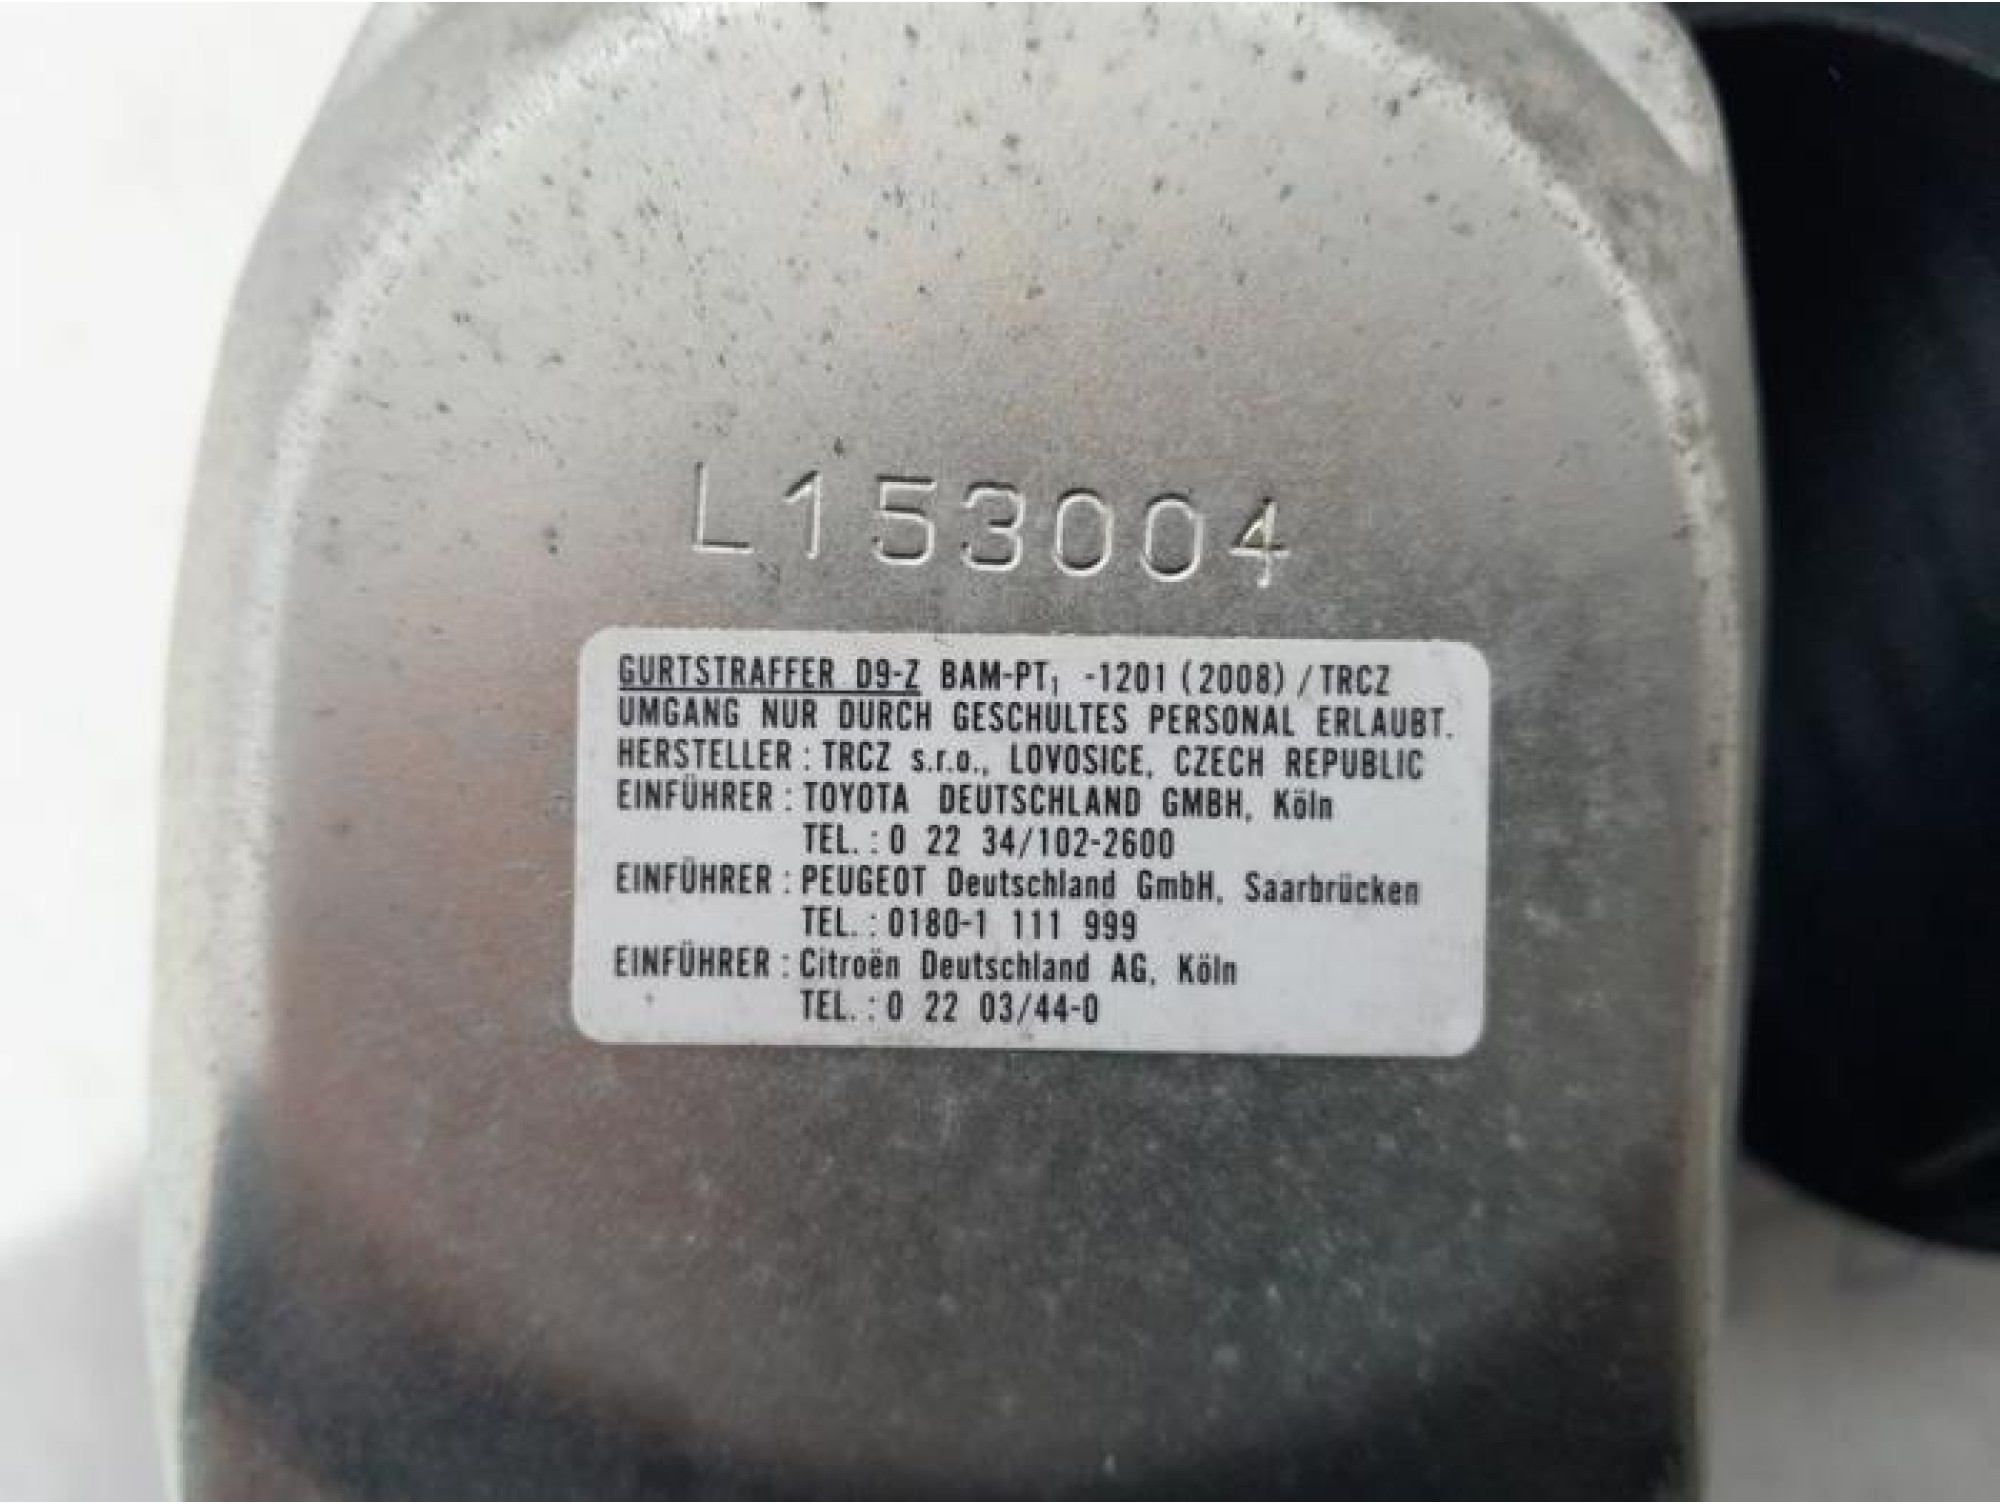 L153004
GURTSTRAFFER D9-Z BAM-PT₁ -1201 (2008) / TRCZ
UMGANG NUR DURCH GESCHULTES PERSONAL ERLAUBT.
HERSTELLER : TRCZ s.r.o., LOVOSICE, CZECH REPUBLIC
EINFÜHRER : TOYOTA DEUTSCHLAND GMBH, Köln
TEL. : 0 22 34/102-2600
EINFÜHRER : PEUGEOT Deutschland GmbH, Saarbrücken
TEL. : 0180-1 111 999
EINFÜHRER : Citroën Deutschland AG, Köln
TEL. : 0 22 03/44-0